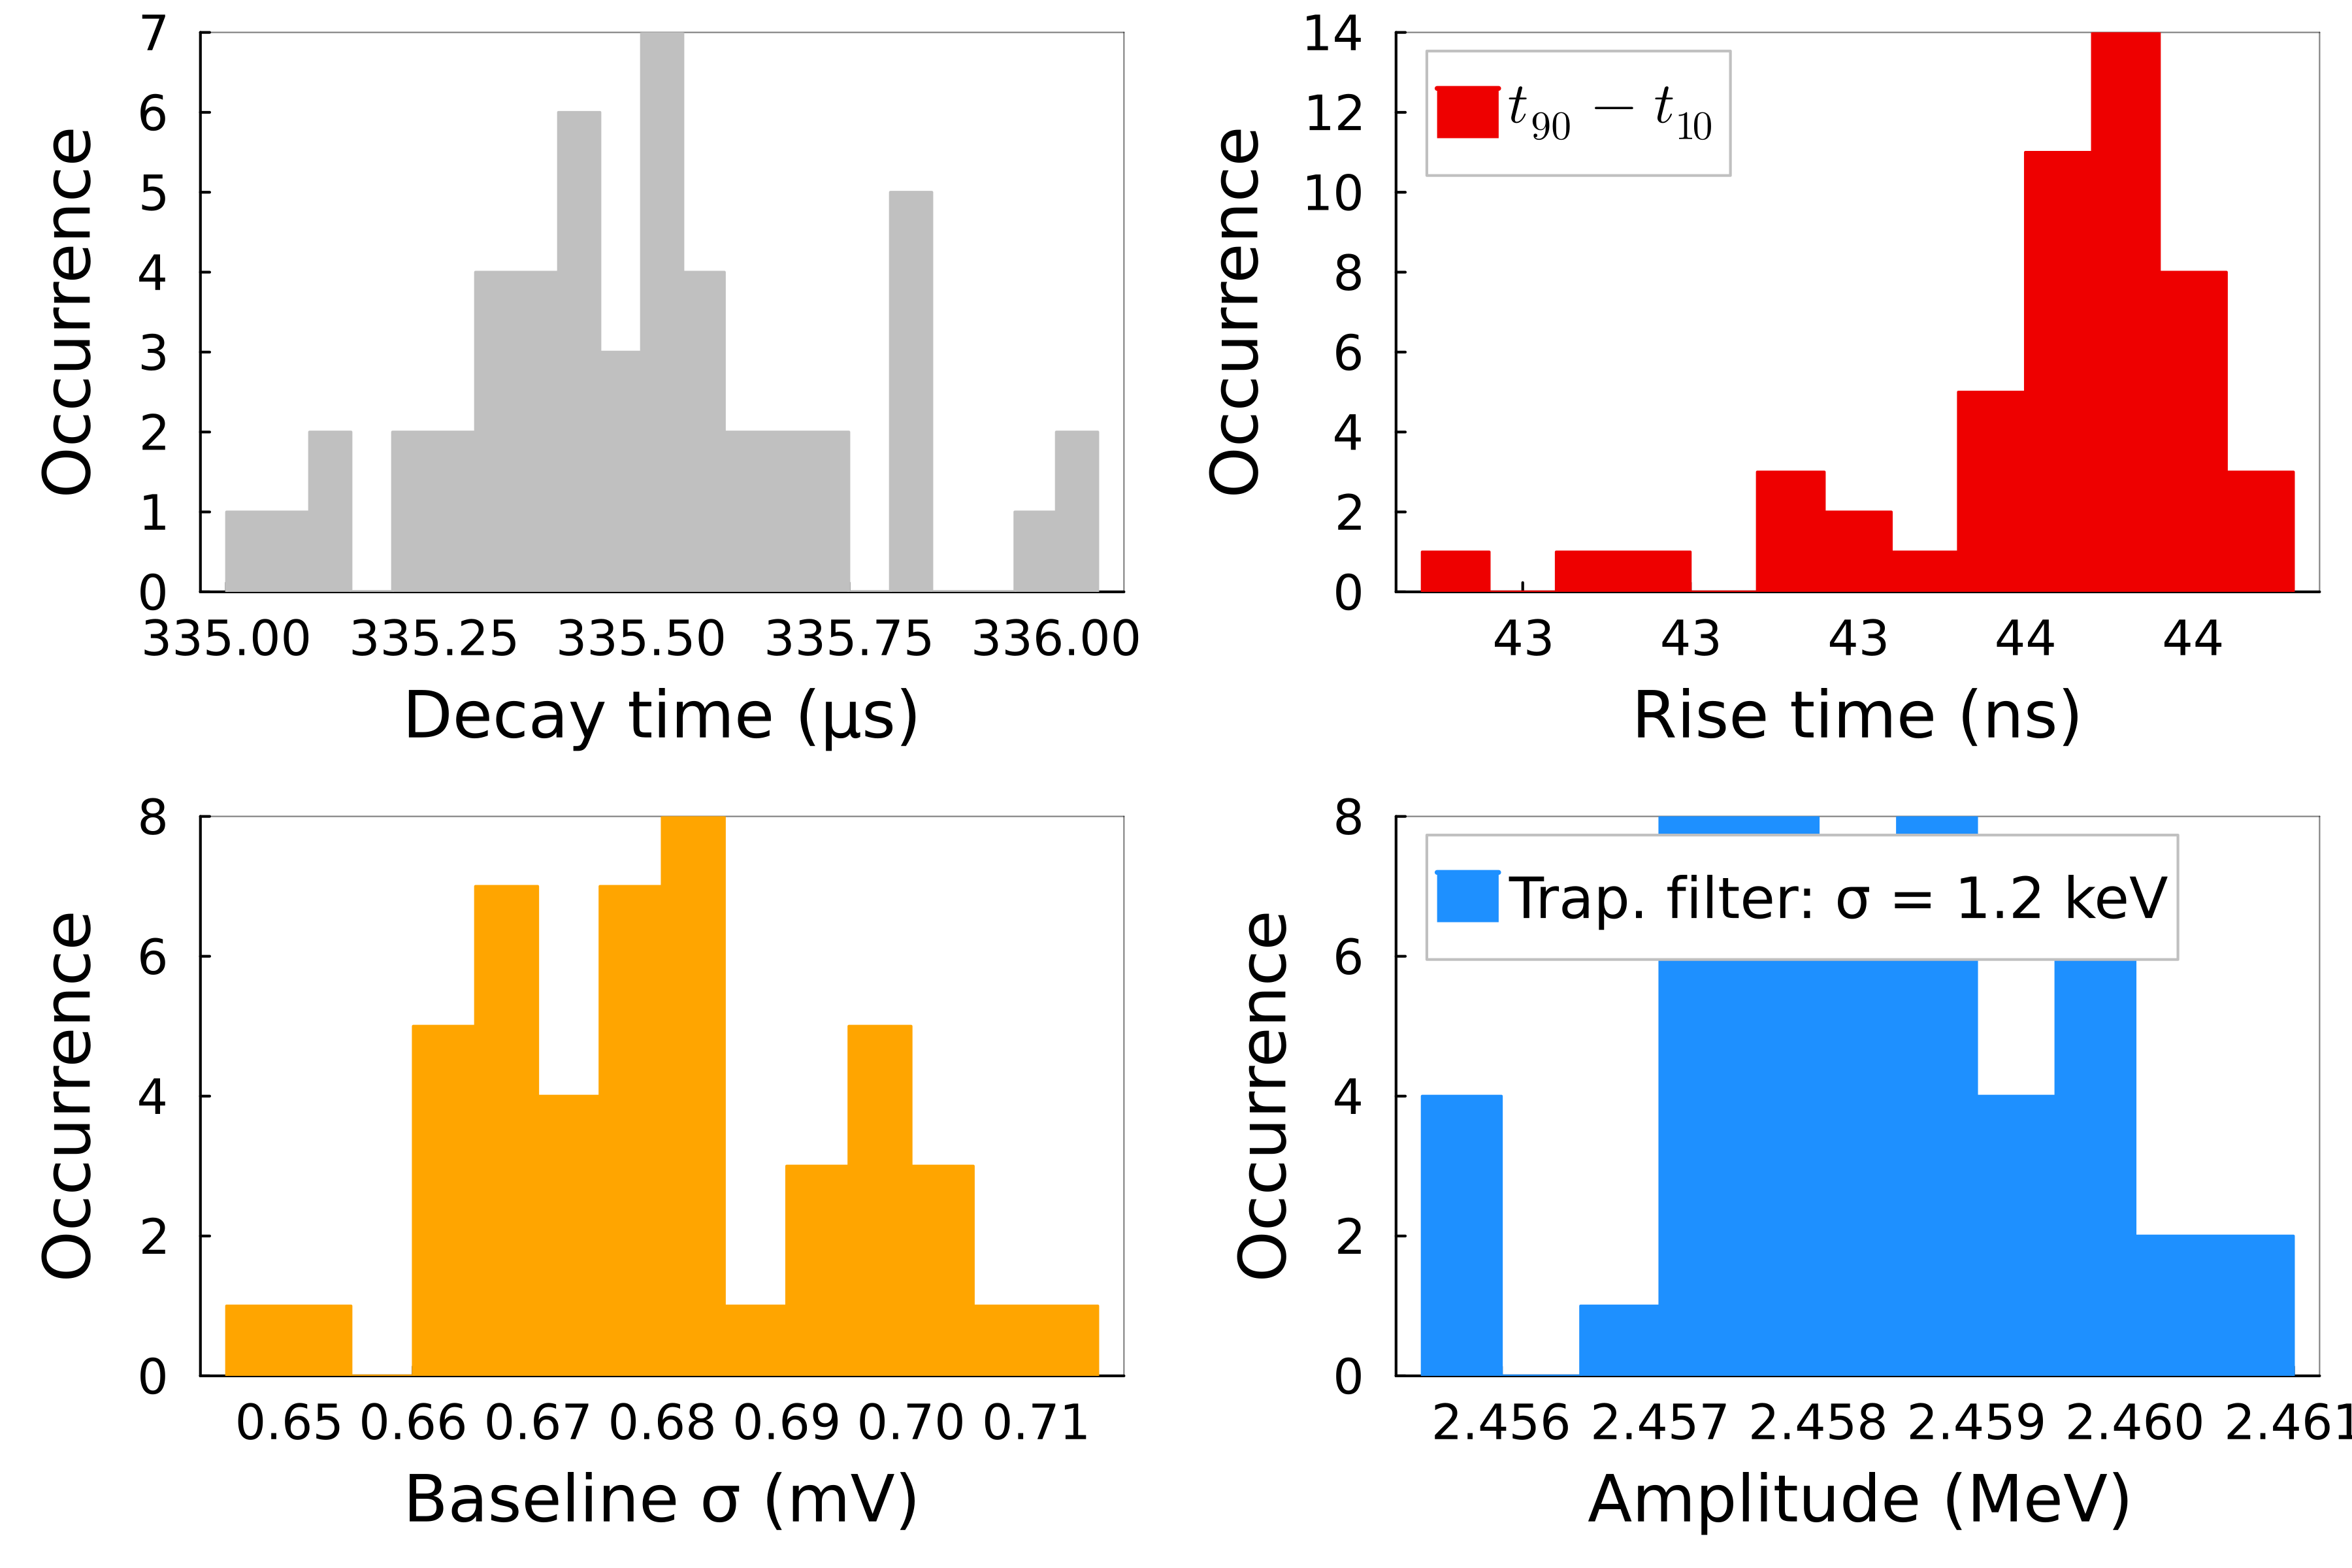 7
6
5
4
3
2
1
0
Occurrence
335.00 335.25 335.50 335.75 336.00
Decay time (μs)
14
12
10
8
6
4
2
0
Occurrence
t90 − t10
43 43 43 44 44
Rise time (ns)
8
6
4
2
0
Occurrence
0.65 0.66 0.67 0.68 0.69 0.70 0.71
Baseline σ (mV)
8
6
4
2
0
Occurrence
Trap. filter: σ = 1.2 keV
2.456 2.457 2.458 2.459 2.460 2.461
Amplitude (MeV)